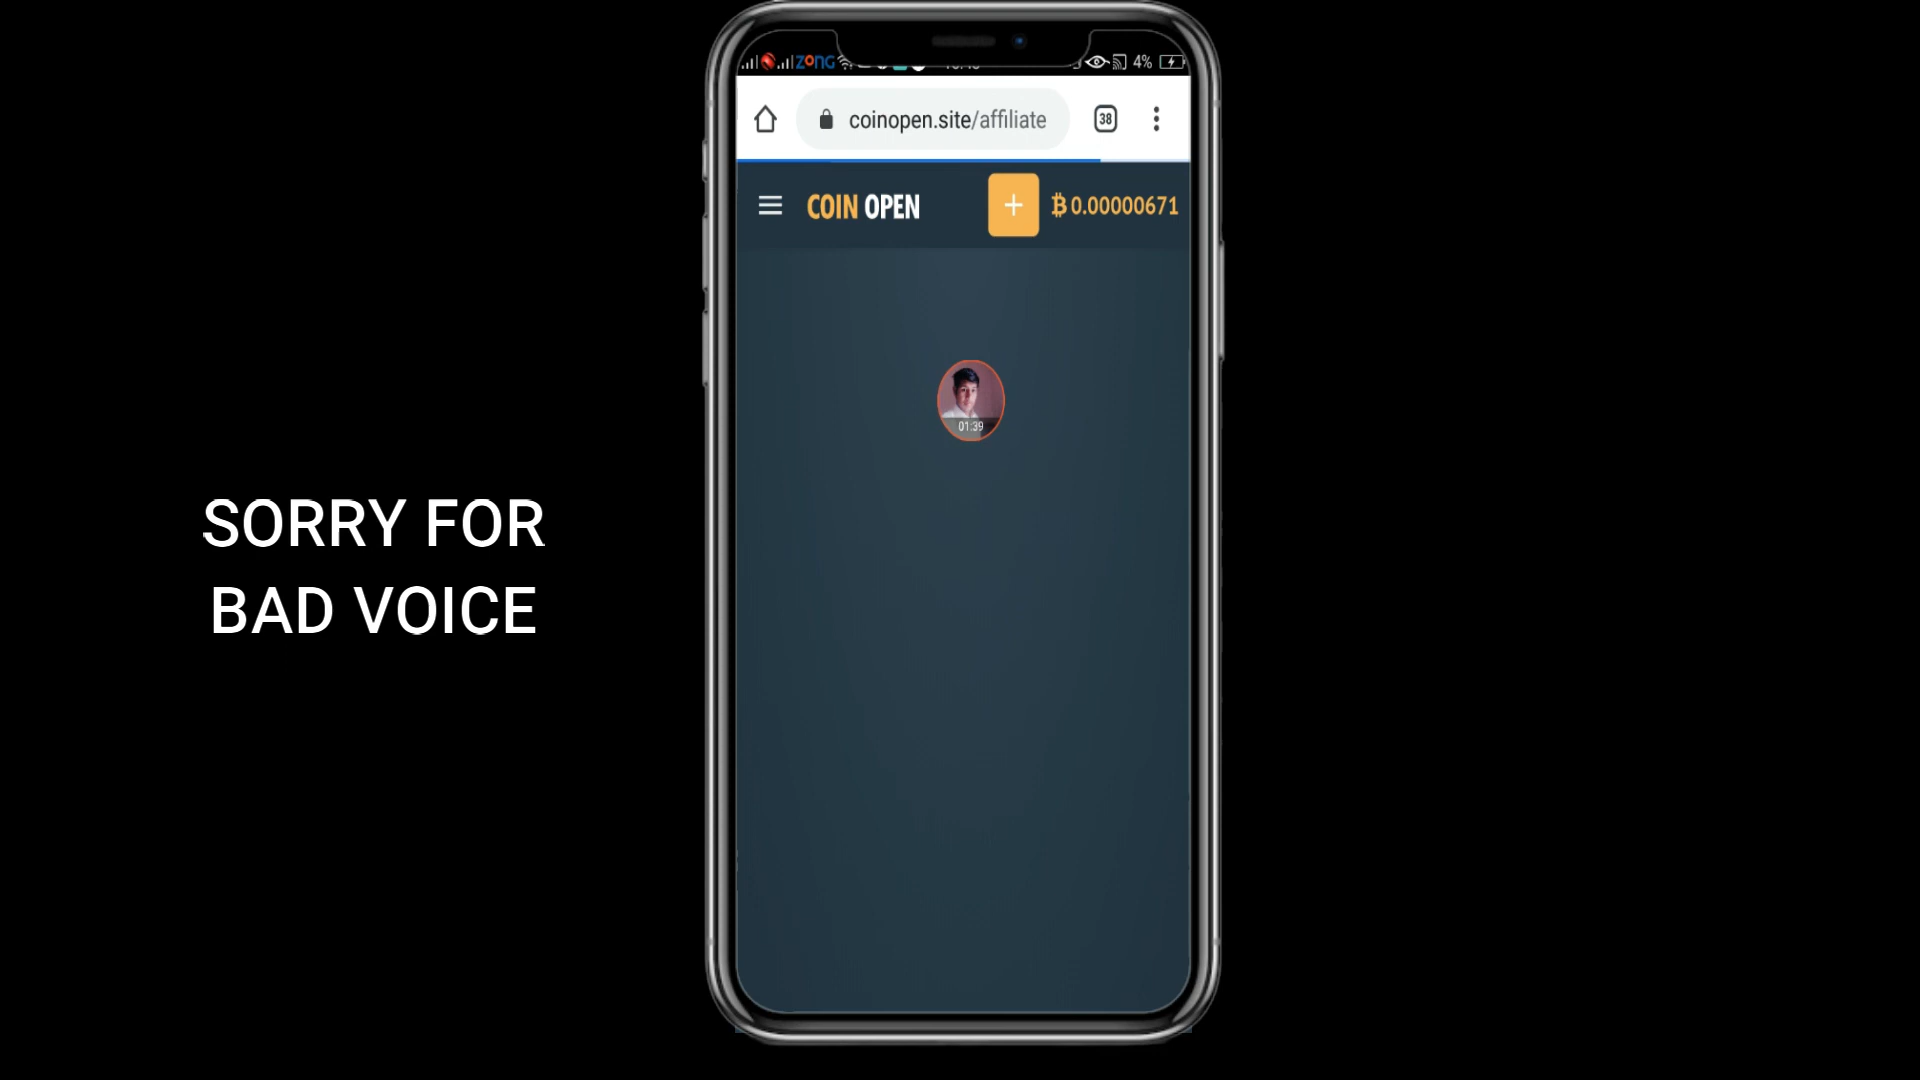 ZONG 4%
coinopen.site/affiliate 38
COIN OPEN + ₿0.00000671
01:39
SORRY FOR
BAD VOICE